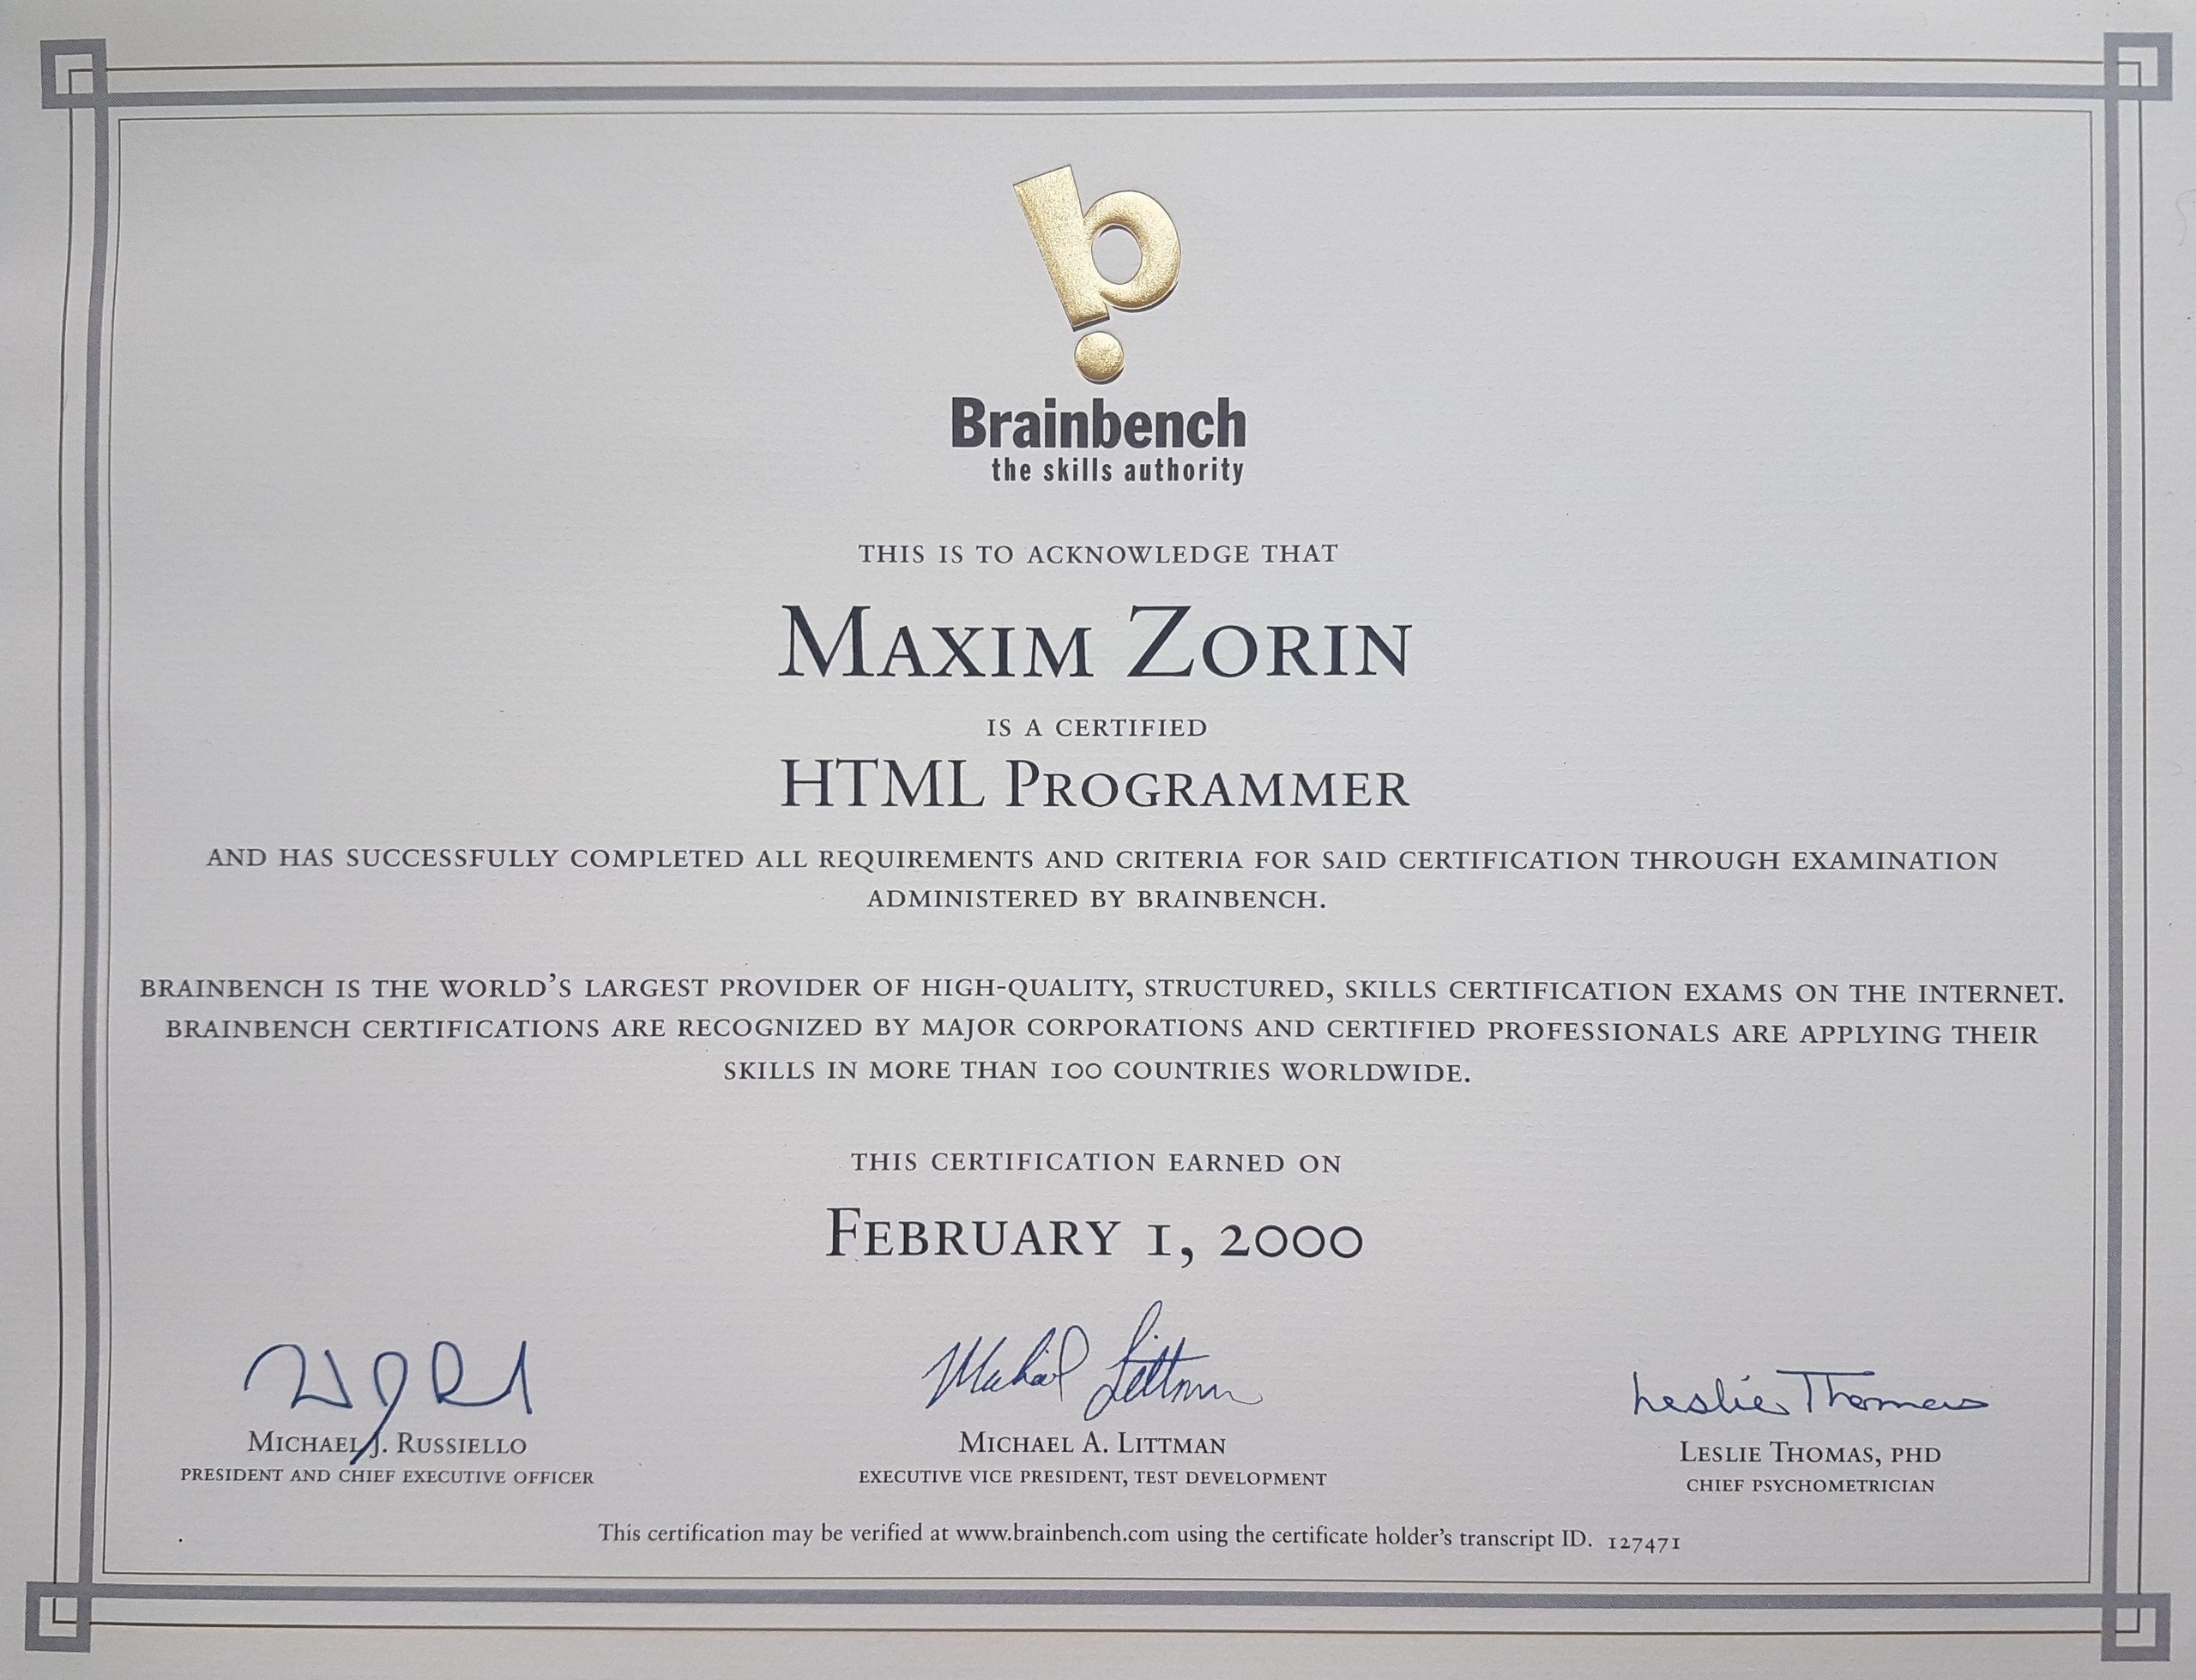 Brainbench
the skills authority
THIS IS TO ACKNOWLEDGE THAT
MAXIM ZORIN
IS A CERTIFIED
HTML PROGRAMMER
AND HAS SUCCESSFULLY COMPLETED ALL REQUIREMENTS AND CRITERIA FOR SAID CERTIFICATION THROUGH EXAMINATION
ADMINISTERED BY BRAINBENCH.
BRAINBENCH IS THE WORLD'S LARGEST PROVIDER OF HIGH-QUALITY, STRUCTURED, SKILLS CERTIFICATION EXAMS ON THE INTERNET.
BRAINBENCH CERTIFICATIONS ARE RECOGNIZED BY MAJOR CORPORATIONS AND CERTIFIED PROFESSIONALS ARE APPLYING THEIR
SKILLS IN MORE THAN 100 COUNTRIES WORLDWIDE.
THIS CERTIFICATION EARNED ON
FEBRUARY 1, 2000
Michael Littman
Leslie Thomas
MICHAEL J. RUSSIELLO
PRESIDENT AND CHIEF EXECUTIVE OFFICER
MICHAEL A. LITTMAN
EXECUTIVE VICE PRESIDENT, TEST DEVELOPMENT
LESLIE THOMAS, PHD
CHIEF PSYCHOMETRICIAN
This certification may be verified at www.brainbench.com using the certificate holder's transcript ID. 127471